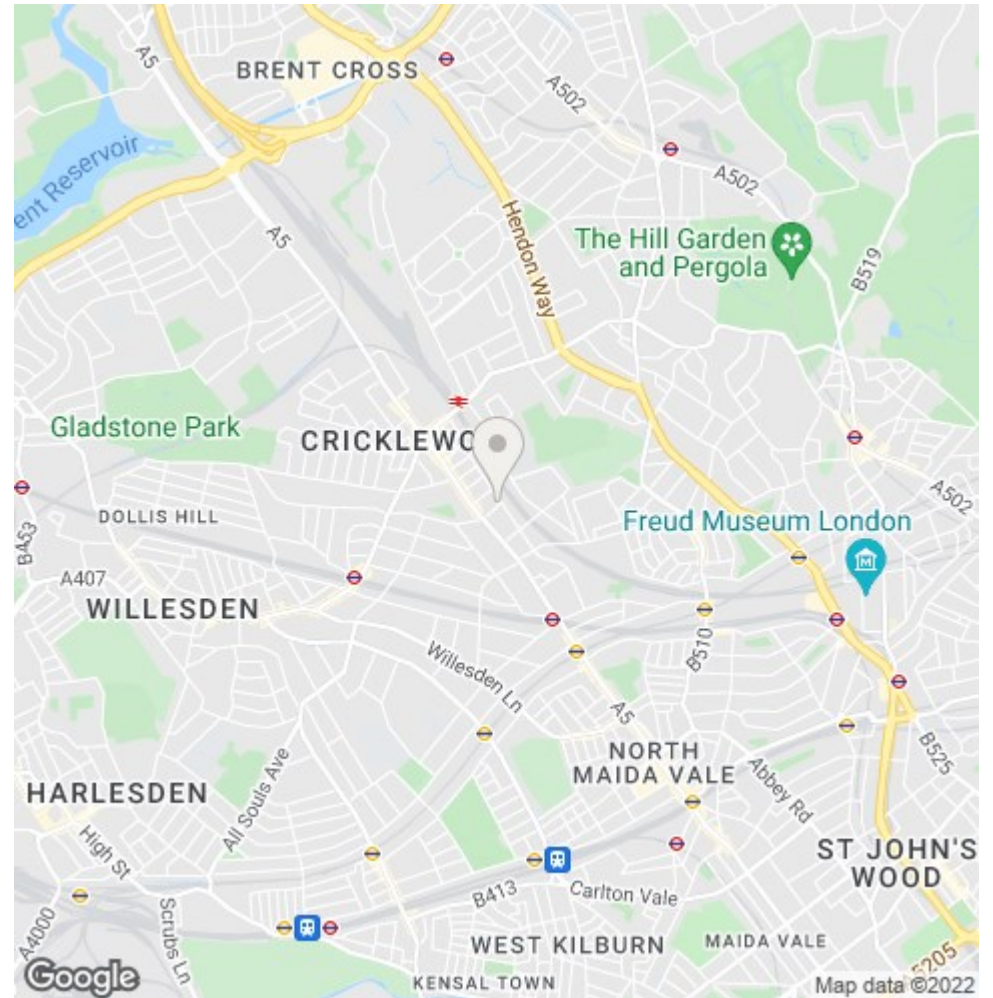 A5
BRENT CROSS
A502
ent Reservoir
A502
A5
Hendon Way
The Hill Garden
and Pergola
B519
Gladstone Park
CRICKLEWO
A502
DOLLIS HILL
Freud Museum London
B453
A407
WILLESDEN
B510
Willesden Ln
A5
NORTH
MAIDA VALE
Abbey Rd
B525
HARLESDEN
All Souls Ave
High St
ST JOHN'S
WOOD
B413
Carlton Vale
A4000
Scrubs Ln
WEST KILBURN
MAIDA VALE
5205
KENSAL TOWN
Google
Map data ©2022